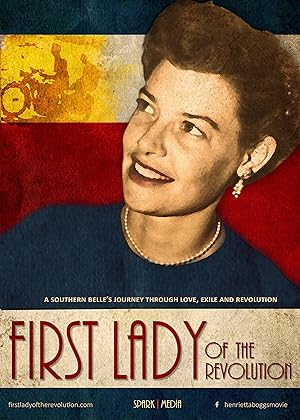 A SOUTHERN BELLE'S JOURNEY THROUGH LOVE, EXILE AND REVOLUTION
FIRST LADY OF THE REVOLUTION
firstladyoftherevolution.com SPARK | MEDIA f henriettaboggsmovie